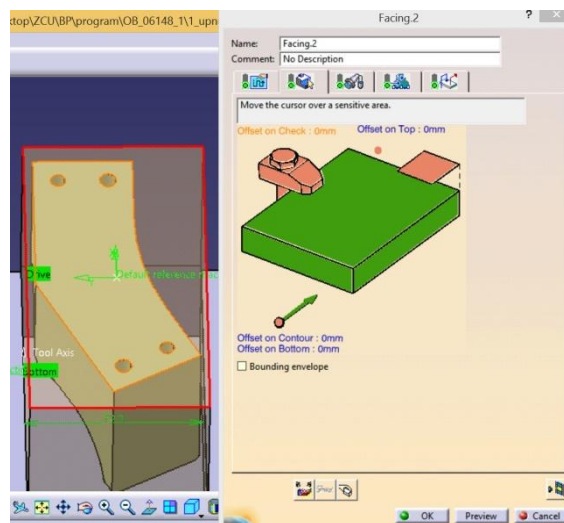 ktop\ZCU\BP\program\OB_06148_1\1_upn
Drive
Default reference
Tool Axis
Bottom
Facing.2
?
Name: Facing.2
Comment: No Description
Move the cursor over a sensitive area.
Offset on Check : 0mm
Offset on Top : 0mm
Offset on Contour : 0mm
Offset on Bottom : 0mm
Bounding envelope
OK
Preview
Cancel